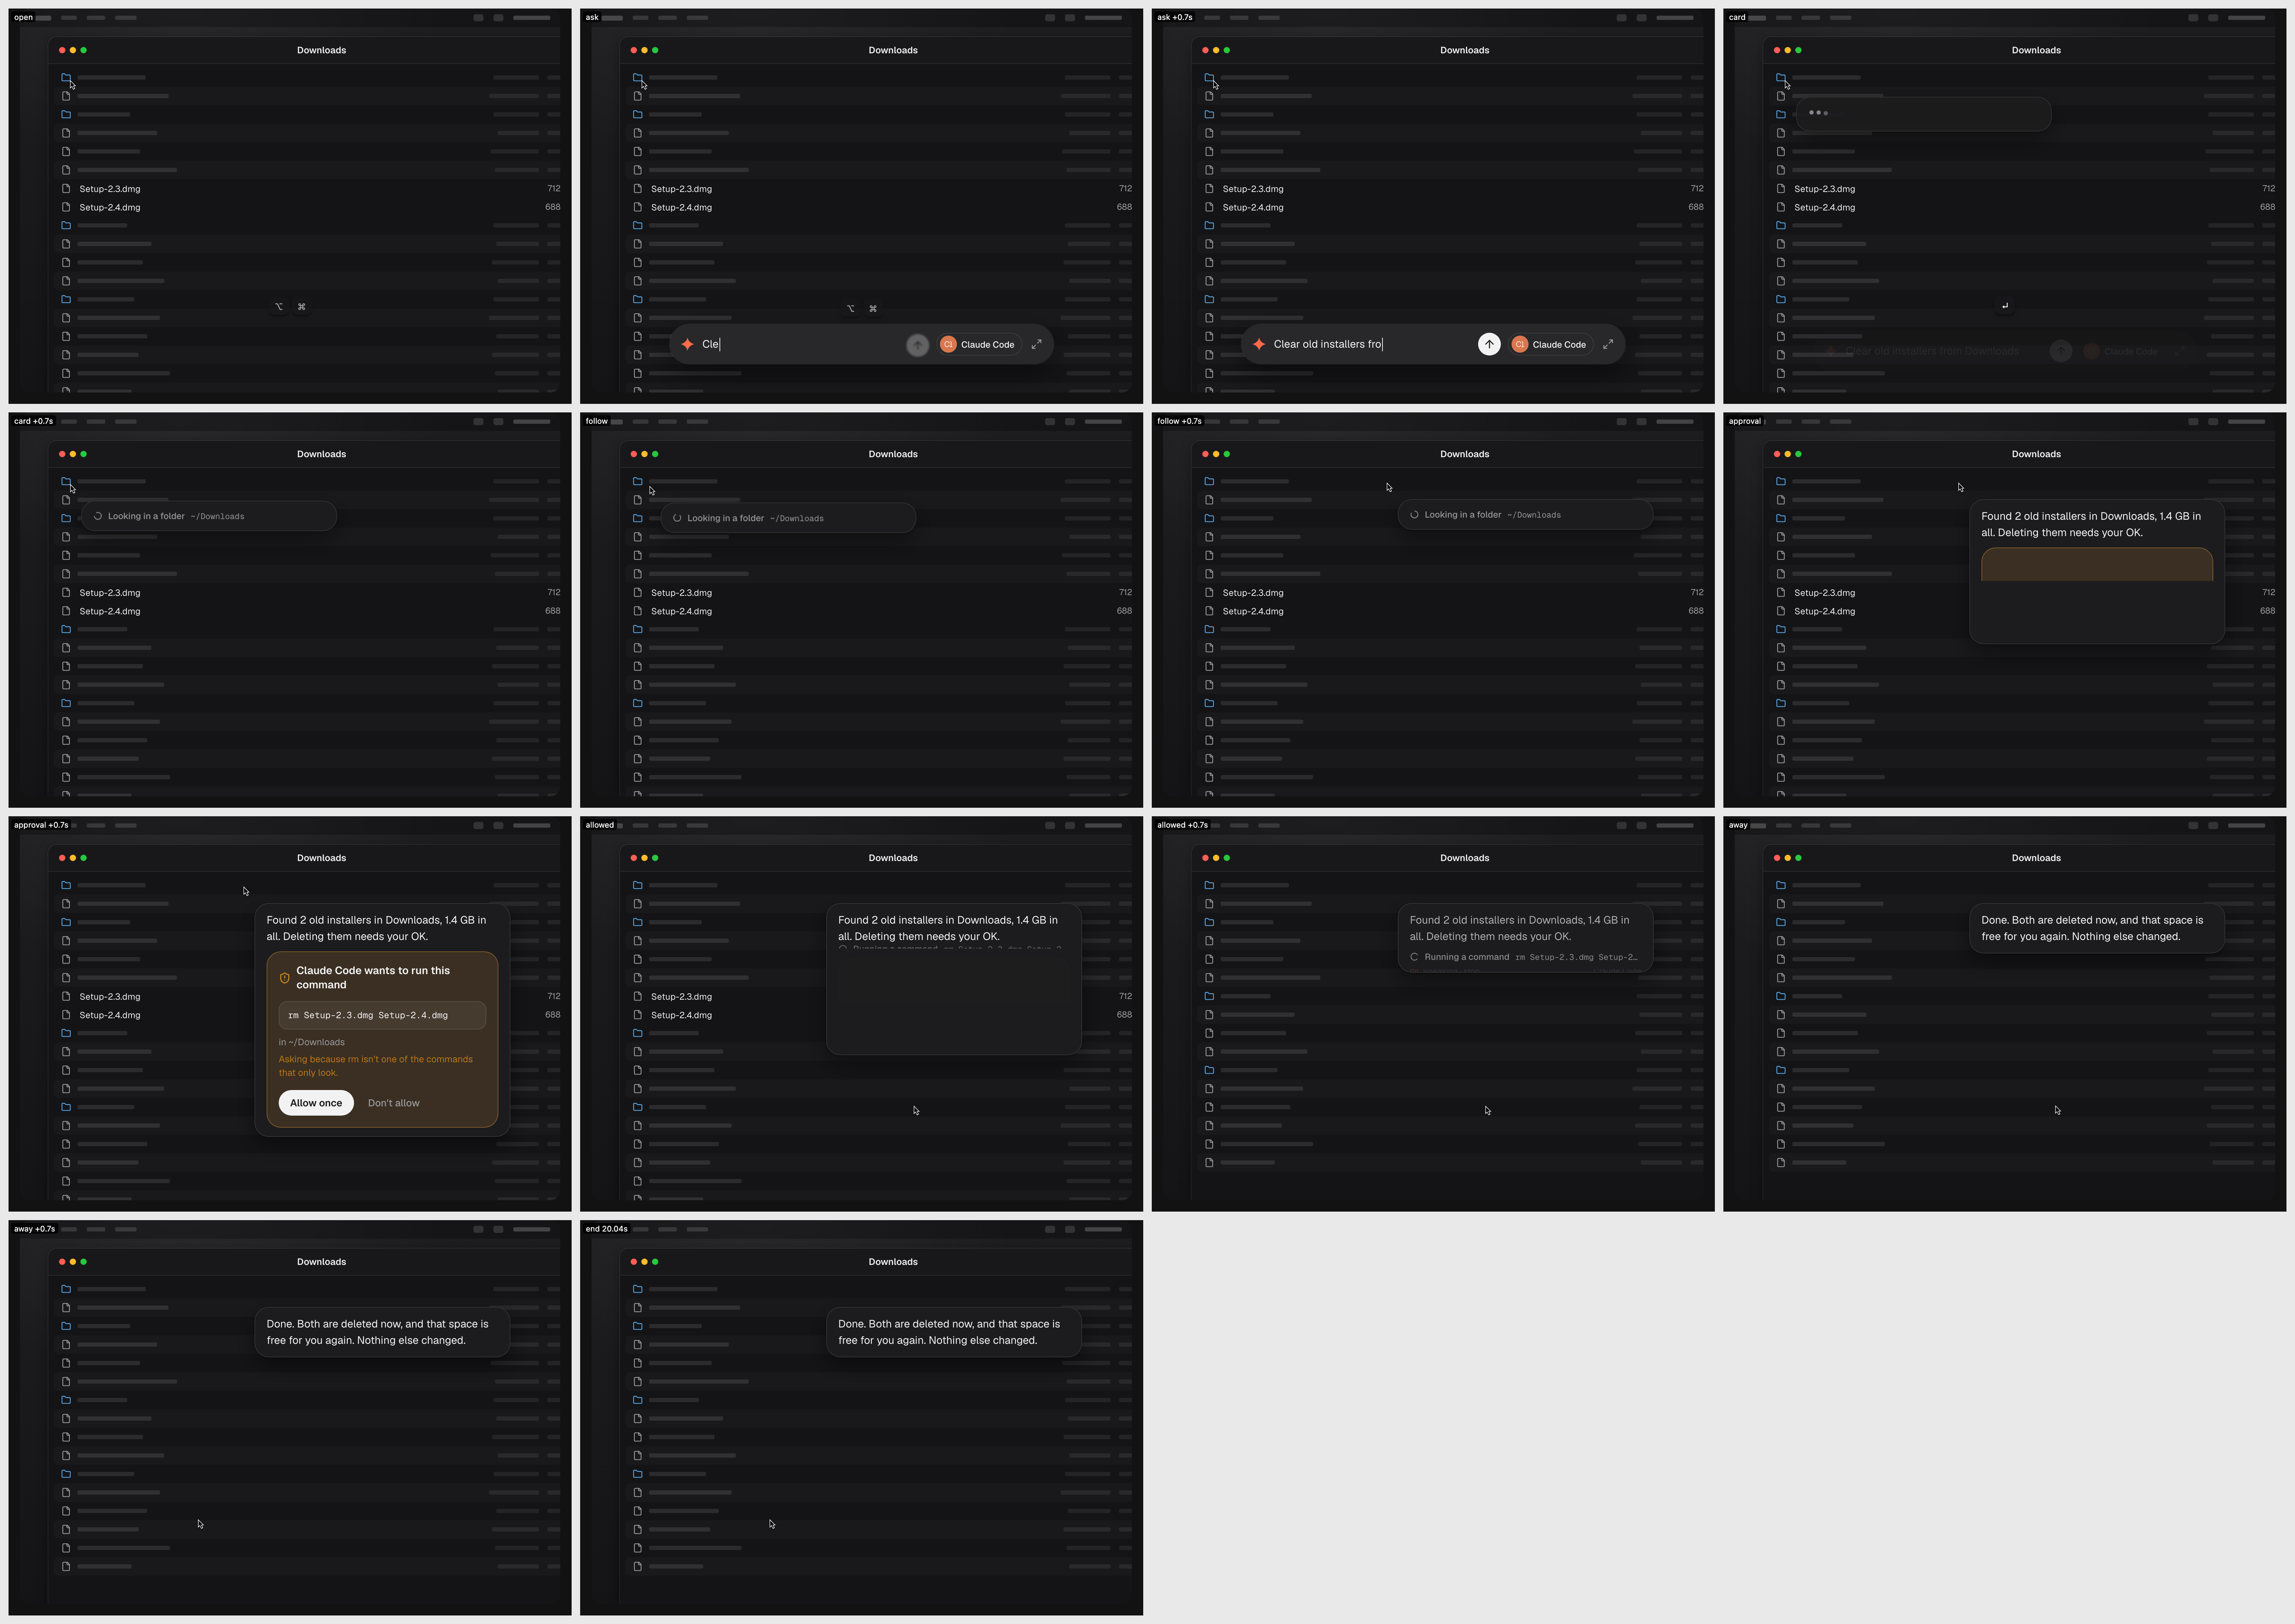 open
Downloads
Setup-2.3.dmg 712
Setup-2.4.dmg 688
⌥ ⌘
ask
Downloads
Setup-2.3.dmg 712
Setup-2.4.dmg 688
⌥ ⌘
Cle
Cl Claude Code
ask +0.7s
Downloads
Setup-2.3.dmg 712
Setup-2.4.dmg 688
Clear old installers fro
Cl Claude Code
card
Downloads
Setup-2.3.dmg 712
Setup-2.4.dmg 688
Clear old installers from Downloads
Claude Code
card +0.7s
Downloads
Looking in a folder ~/Downloads
Setup-2.3.dmg 712
Setup-2.4.dmg 688
follow
Downloads
Looking in a folder ~/Downloads
Setup-2.3.dmg 712
Setup-2.4.dmg 688
follow +0.7s
Downloads
Looking in a folder ~/Downloads
Setup-2.3.dmg 712
Setup-2.4.dmg 688
approval
Downloads
Found 2 old installers in Downloads, 1.4 GB in
all. Deleting them needs your OK.
Setup-2.3.dmg 712
Setup-2.4.dmg 688
approval +0.7s
Downloads
Found 2 old installers in Downloads, 1.4 GB in
all. Deleting them needs your OK.
Claude Code wants to run this
command
Setup-2.3.dmg 712
Setup-2.4.dmg 688
rm Setup-2.3.dmg Setup-2.4.dmg
in ~/Downloads
Asking because rm isn't one of the commands
that only look.
Allow once Don't allow
allowed
Downloads
Found 2 old installers in Downloads, 1.4 GB in
all. Deleting them needs your OK.
Setup-2.3.dmg 712
Setup-2.4.dmg 688
allowed +0.7s
Downloads
Found 2 old installers in Downloads, 1.4 GB in
all. Deleting them needs your OK.
Running a command rm Setup-2.3.dmg Setup-2…
away
Downloads
Done. Both are deleted now, and that space is
free for you again. Nothing else changed.
away +0.7s
Downloads
Done. Both are deleted now, and that space is
free for you again. Nothing else changed.
end 20.04s
Downloads
Done. Both are deleted now, and that space is
free for you again. Nothing else changed.